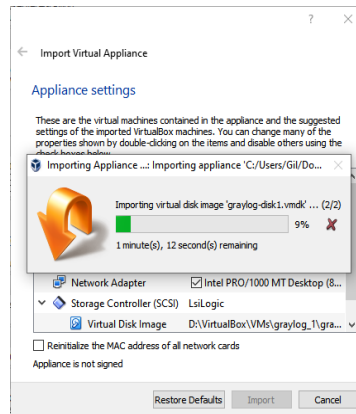 ?
Import Virtual Appliance
Appliance settings
These are the virtual machines contained in the appliance and the suggested
settings of the imported VirtualBox machines. You can change many of the
properties shown by double-clicking on the items and disable others using the
check boxes below.
Importing Appliance ...: Importing appliance 'C:/Users/Gil/Do...
Importing virtual disk image 'graylog-disk1.vmdk' ... (2/2)
9%
1 minute(s), 12 second(s) remaining
Network Adapter Intel PRO/1000 MT Desktop (8...
Storage Controller (SCSI) LsiLogic
Virtual Disk Image D:\VirtualBox\VMs\graylog_1\gra...
Reinitialize the MAC address of all network cards
Appliance is not signed
Restore Defaults Import Cancel